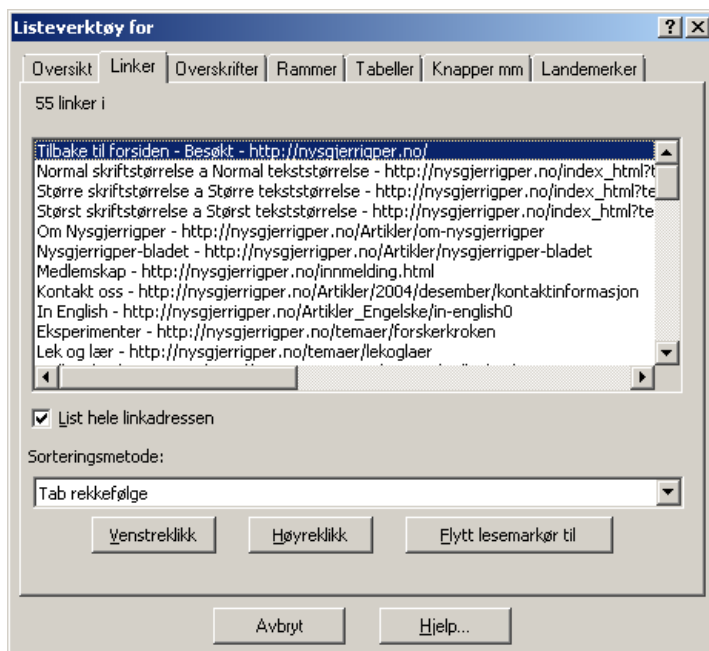 Listeverktøy for
Oversikt Linker Overskrifter Rammer Tabeller Knapper mm Landemerker
55 linker i
Tilbake til forsiden - Besøkt - http://nysgjerrigper.no/
Normal skriftstørrelse a Normal tekststørrelse - http://nysgjerrigper.no/index_html?t
Større skriftstørrelse a Større tekststørrelse - http://nysgjerrigper.no/index_html?te
Størst skriftstørrelse a Størst tekststørrelse - http://nysgjerrigper.no/index_html?te
Om Nysgjerrigper - http://nysgjerrigper.no/Artikler/om-nysgjerrigper
Nysgjerrigper-bladet - http://nysgjerrigper.no/Artikler/nysgjerrigper-bladet
Medlemskap - http://nysgjerrigper.no/innmelding.html
Kontakt oss - http://nysgjerrigper.no/Artikler/2004/desember/kontaktinformasjon
In English - http://nysgjerrigper.no/Artikler_Engelske/in-english0
Eksperimenter - http://nysgjerrigper.no/temaer/forskerkroken
Lek og lær - http://nysgjerrigper.no/temaer/lekoglaer
List hele linkadressen
Sorteringsmetode:
Tab rekkefølge
Venstreklikk Høyreklikk Flytt lesemarkør til
Avbryt Hjelp...